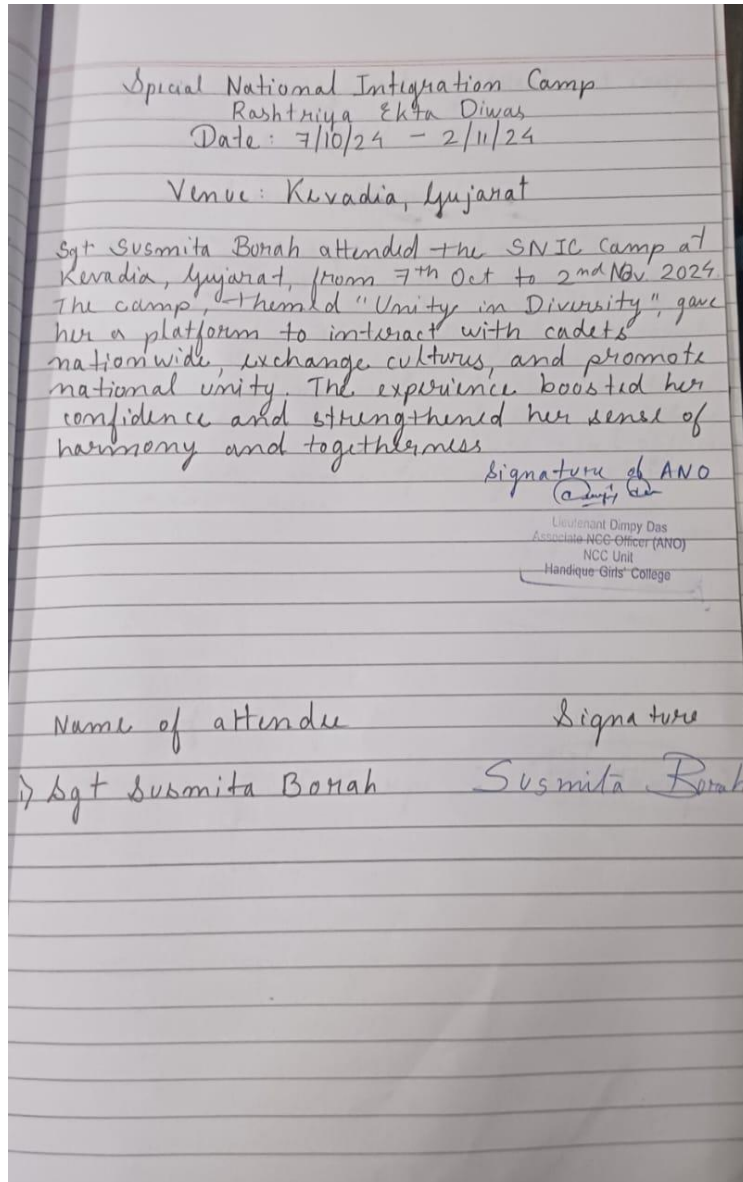 Special National Integration Camp
Rashtriya Ekta Diwas
Date: 7/10/24 - 2/11/24
Venue: Kevadia, Gujarat
Sgt Susmita Borah attended the SNIC Camp at
Kevadia, Gujarat, from 7th Oct to 2nd Nov 2024.
The camp, themed "Unity in Diversity", gave
her a platform to interact with cadets
nationwide, exchange cultures, and promote
national unity. The experience boosted her
confidence and strengthened her sense of
harmony and togetherness
Signature of ANO
Lieutenant Dimpy Das
Associate NCC Officer (ANO)
NCC Unit
Handique Girls' College
Name of attendee Signature
1) Sgt Susmita Borah Susmita Borah